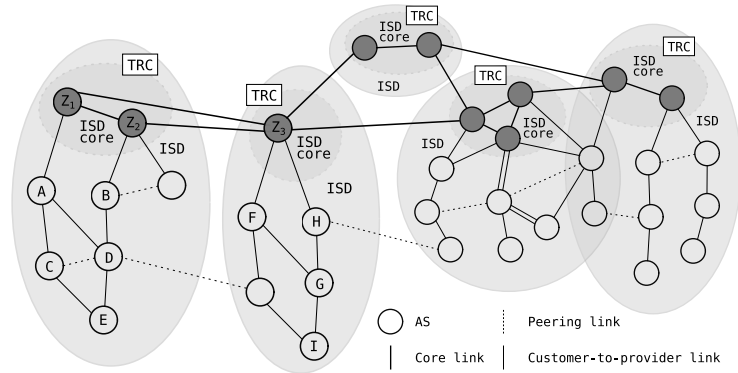 ISD
core
TRC
TRC
TRC
TRC
ISD
core
TRC
ISD
Z1
Z2
ISD
core
Z3
ISD
core
ISD
core
ISD
ISD
ISD
ISD
A
B
F
H
C
D
G
E
I
AS
Peering link
Core link
Customer-to-provider link